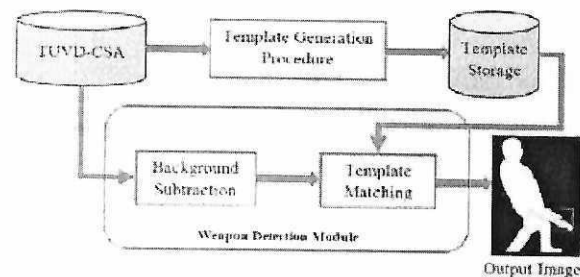 TUVD-CSA
Template Generation
Procedure
Template
Storage
Background
Subtraction
Template
Matching
Weapon Detection Module
Output Image